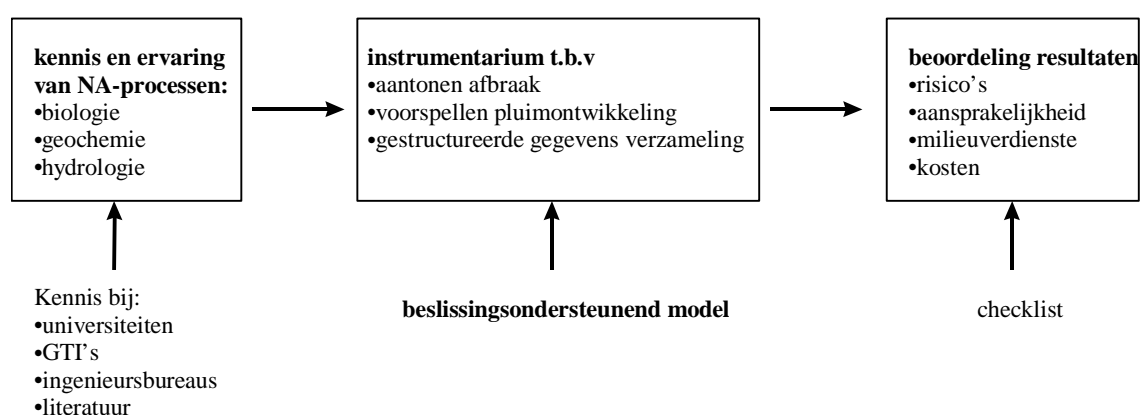 kennis en ervaring
van NA-processen:
•biologie
•geochemie
•hydrologie
instrumentarium t.b.v
•aantonen afbraak
•voorspellen pluimontwikkeling
•gestructureerde gegevens verzameling
beoordeling resultaten
•risico’s
•aansprakelijkheid
•milieuverdienste
•kosten
Kennis bij:
•universiteiten
•GTI’s
•ingenieursbureaus
•literatuur
beslissingsondersteunend model
checklist